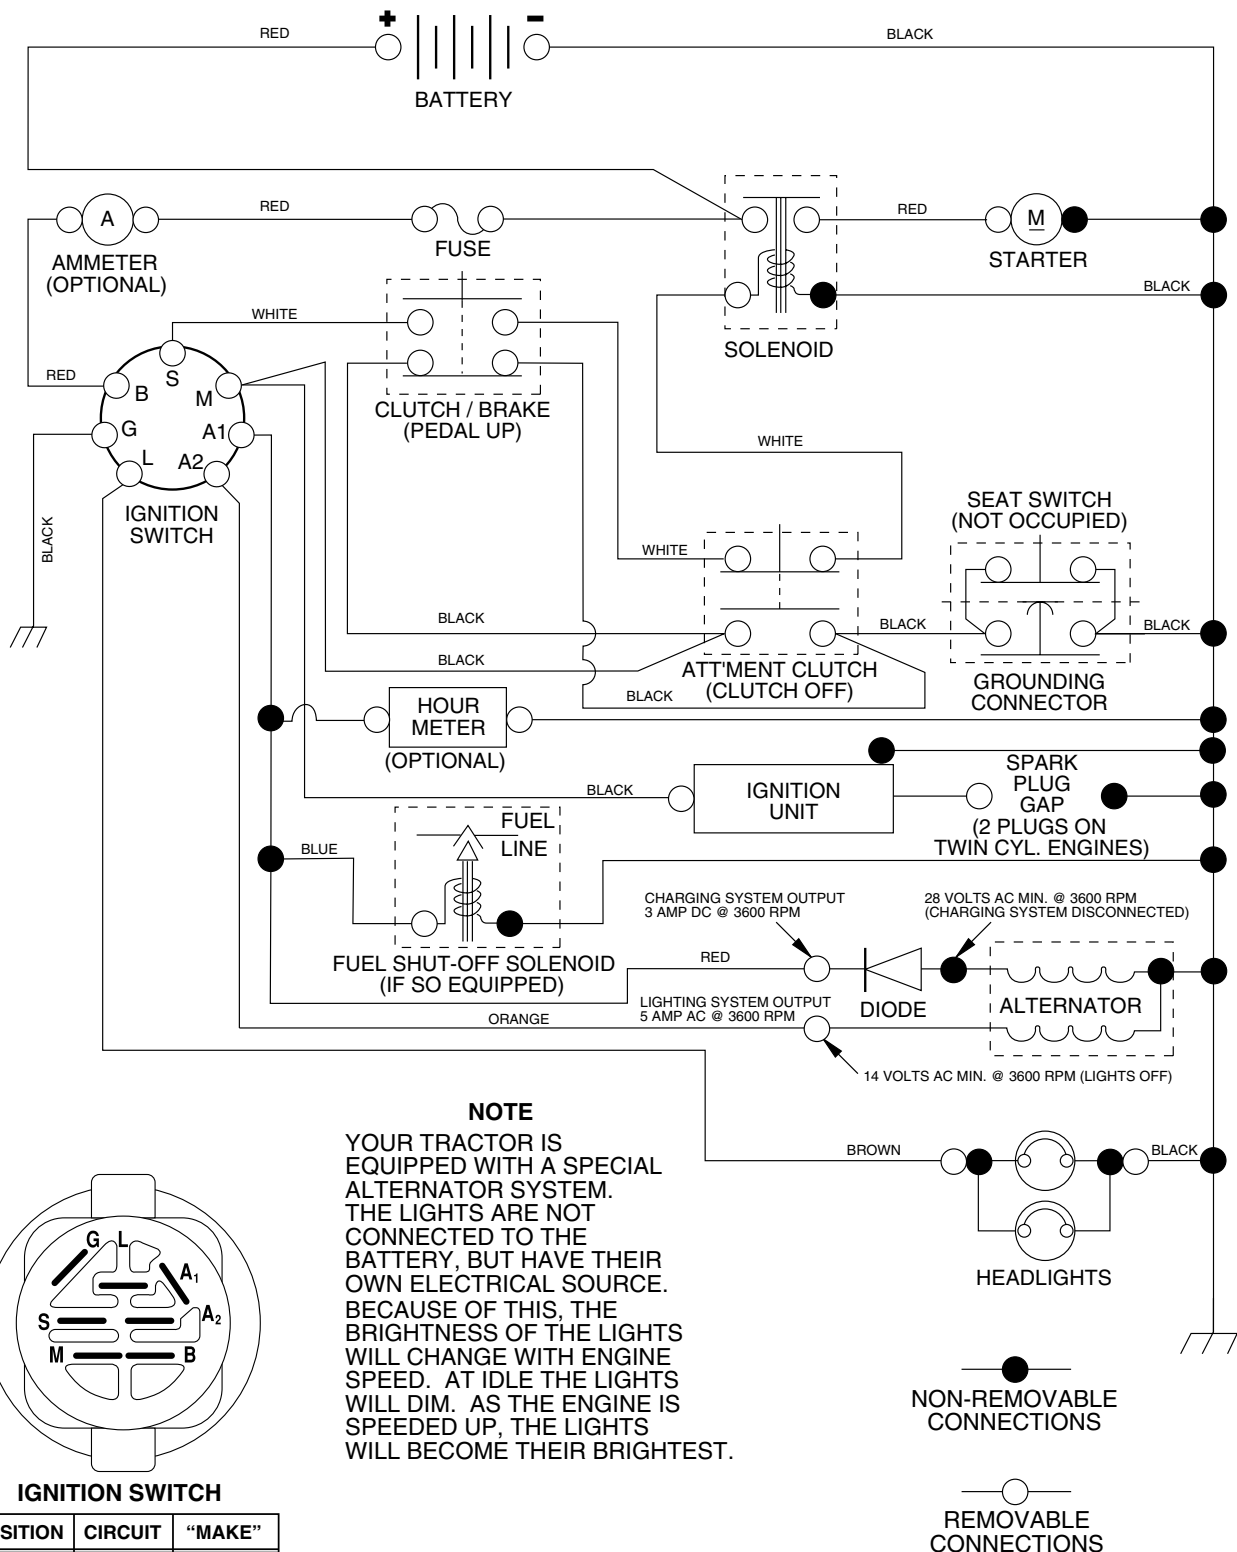 +
−
RED
BLACK
BATTERY
RED
A
AMMETER
(OPTIONAL)
FUSE
RED
M
STARTER
BLACK
SOLENOID
WHITE
RED
S
B
M
G
A1
L
A2
IGNITION
SWITCH
BLACK
CLUTCH / BRAKE
(PEDAL UP)
WHITE
SEAT SWITCH
(NOT OCCUPIED)
WHITE
BLACK
BLACK
BLACK
BLACK
BLACK
ATT'MENT CLUTCH
(CLUTCH OFF)
GROUNDING
CONNECTOR
HOUR
METER
(OPTIONAL)
BLACK
IGNITION
UNIT
SPARK
PLUG
GAP
(2 PLUGS ON
TWIN CYL. ENGINES)
FUEL
LINE
BLUE
FUEL SHUT-OFF SOLENOID
(IF SO EQUIPPED)
CHARGING SYSTEM OUTPUT
3 AMP DC @ 3600 RPM
28 VOLTS AC MIN. @ 3600 RPM
(CHARGING SYSTEM DISCONNECTED)
RED
DIODE
ALTERNATOR
LIGHTING SYSTEM OUTPUT
5 AMP AC @ 3600 RPM
ORANGE
14 VOLTS AC MIN. @ 3600 RPM (LIGHTS OFF)
NOTE
YOUR TRACTOR IS
EQUIPPED WITH A SPECIAL
ALTERNATOR SYSTEM.
THE LIGHTS ARE NOT
CONNECTED TO THE
BATTERY, BUT HAVE THEIR
OWN ELECTRICAL SOURCE.
BECAUSE OF THIS, THE
BRIGHTNESS OF THE LIGHTS
WILL CHANGE WITH ENGINE
SPEED. AT IDLE THE LIGHTS
WILL DIM. AS THE ENGINE IS
SPEEDED UP, THE LIGHTS
WILL BECOME THEIR BRIGHTEST.
BROWN
BLACK
HEADLIGHTS
G L
A1
A2
S
M
B
IGNITION SWITCH
SITION CIRCUIT “MAKE”
NON-REMOVABLE
CONNECTIONS
REMOVABLE
CONNECTIONS